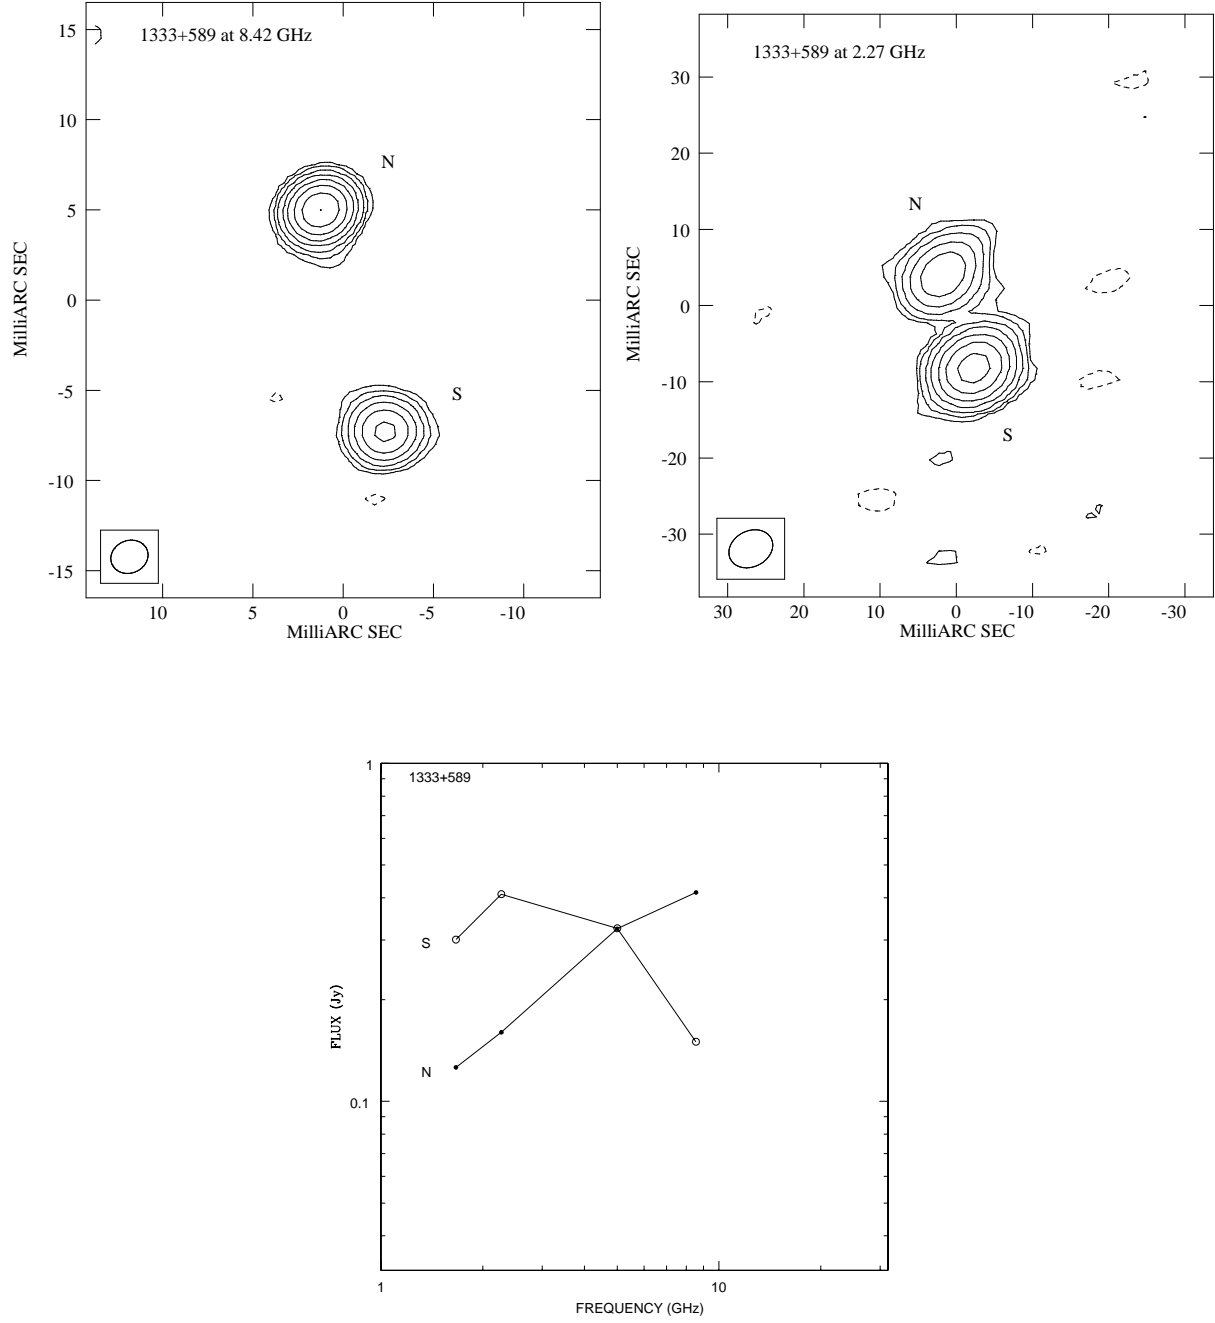 1333+589 at 8.42 GHz
15
10
5
0
-5
-10
-15
MilliARC SEC
N
S
10 5 0 -5 -10
MilliARC SEC
1333+589 at 2.27 GHz
30
20
10
0
-10
-20
-30
MilliARC SEC
N
S
30 20 10 0 -10 -20 -30
MilliARC SEC
1333+589
1
0.1
FLUX (Jy)
S
N
1 10
FREQUENCY (GHz)